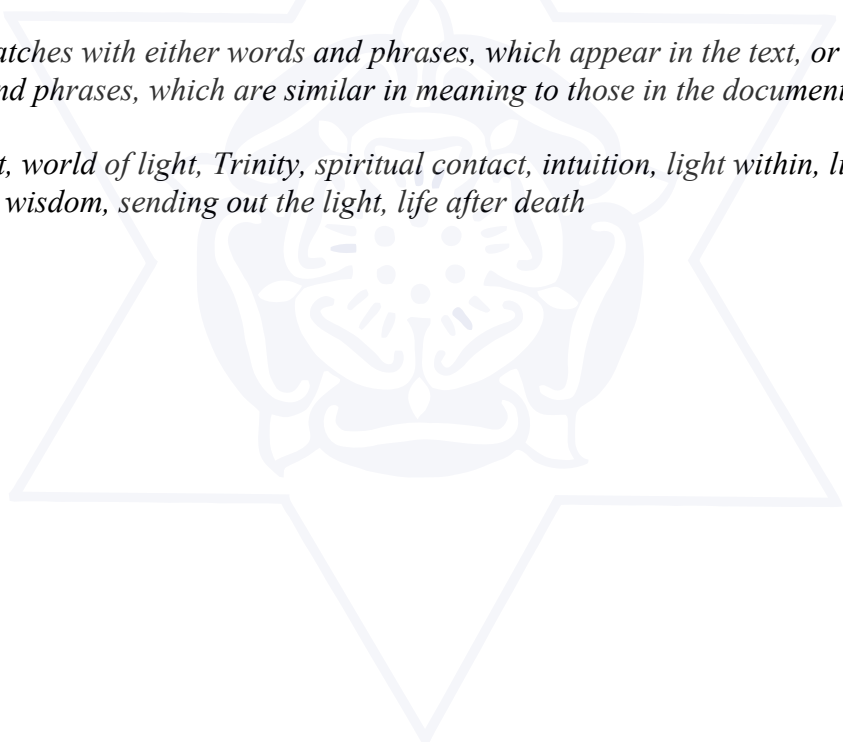 atches with either words and phrases, which appear in the text, or
nd phrases, which are similar in meaning to those in the document
t, world of light, Trinity, spiritual contact, intuition, light within, li
wisdom, sending out the light, life after death